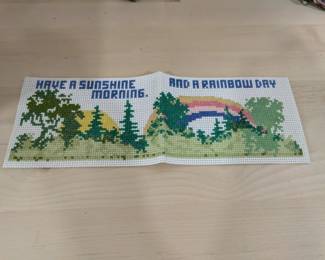 HAVE A SUNSHINE
MORNING.
AND A RAINBOW DAY